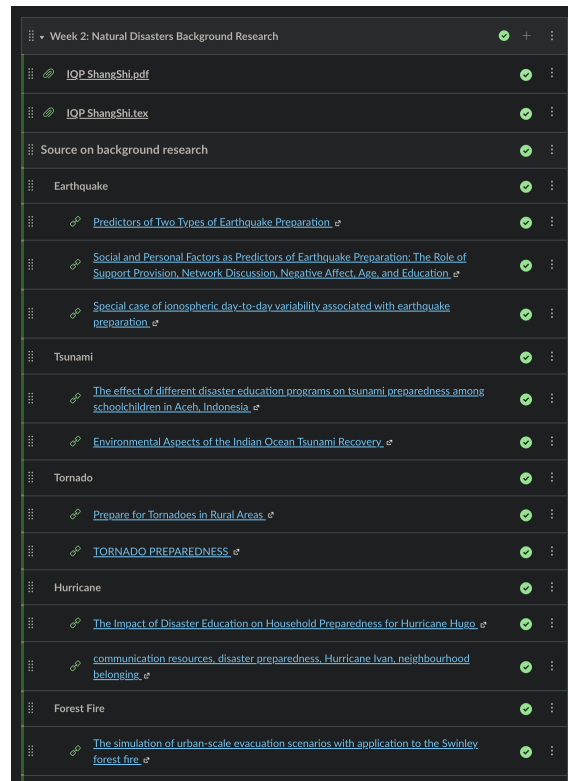 Week 2: Natural Disasters Background Research
IQP ShangShi.pdf
IQP ShangShi.tex
Source on background research
Earthquake
Predictors of Two Types of Earthquake Preparation
Social and Personal Factors as Predictors of Earthquake Preparation: The Role of
Support Provision, Network Discussion, Negative Affect, Age, and Education
Special case of ionospheric day-to-day variability associated with earthquake
preparation
Tsunami
The effect of different disaster education programs on tsunami preparedness among
schoolchildren in Aceh, Indonesia
Environmental Aspects of the Indian Ocean Tsunami Recovery
Tornado
Prepare for Tornadoes in Rural Areas
TORNADO PREPAREDNESS
Hurricane
The Impact of Disaster Education on Household Preparedness for Hurricane Hugo
communication resources, disaster preparedness, Hurricane Ivan, neighbourhood
belonging
Forest Fire
The simulation of urban-scale evacuation scenarios with application to the Swinley
forest fire